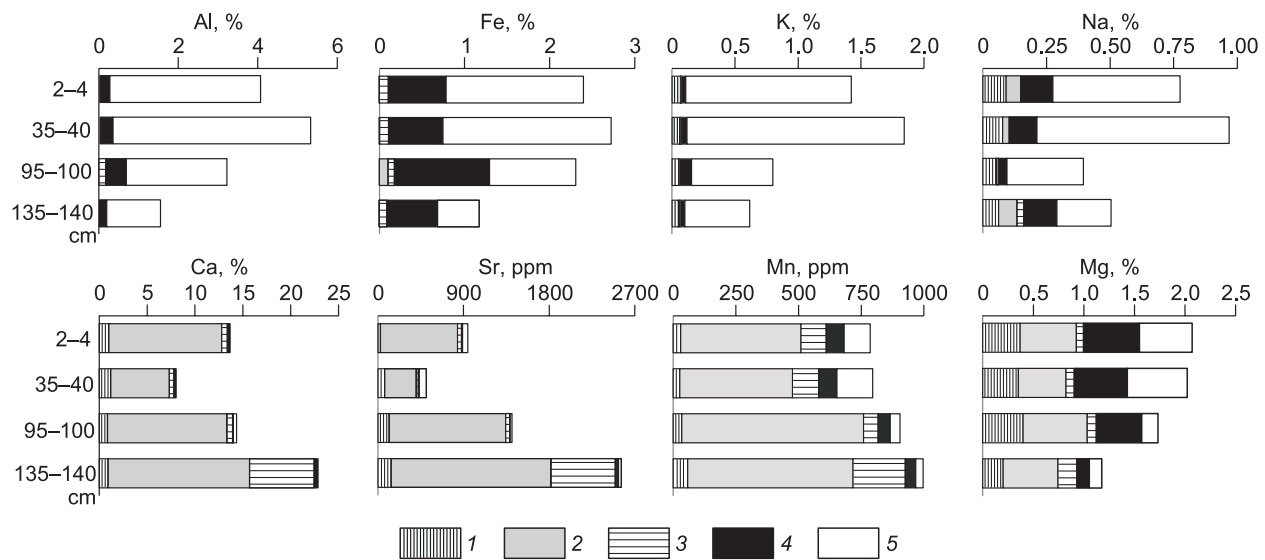 Al, % Fe, % K, % Na, %
0 2 4 6 0 1 2 3 0 0.5 1.0 1.5 2.0 0 0.25 0.50 0.75 1.00
2–4
35–40
95–100
135–140
cm
Ca, % Sr, ppm Mn, ppm Mg, %
0 5 10 15 20 25 0 900 1800 2700 0 250 500 750 1000 0 0.5 1.0 1.5 2.0 2.5
2–4
35–40
95–100
135–140
cm
1 2 3 4 5